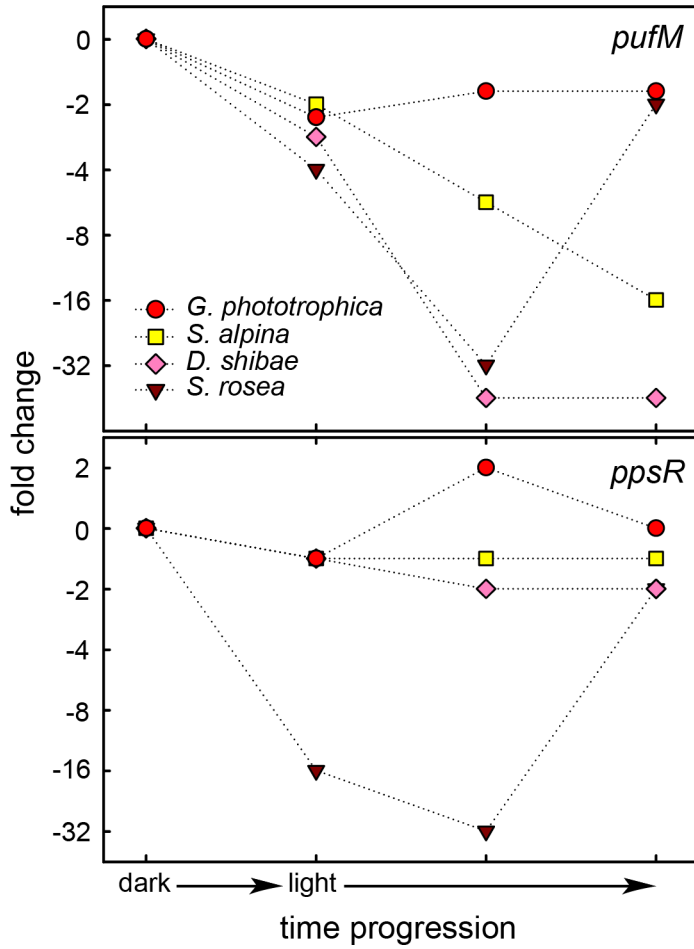 pufM
0
-2
-4
-8
-16
-32
G. phototrophica
S. alpina
D. shibae
S. rosea
fold change
ppsR
2
0
-2
-4
-8
-16
-32
dark light
time progression